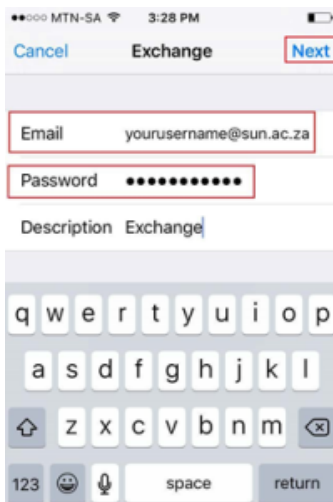 MTN-SA 3:28 PM
Cancel Exchange Next
Email yourusername@sun.ac.za
Password ●●●●●●●●●●●
Description Exchange
q w e r t y u i o p
a s d f g h j k l
z x c v b n m
123 space return